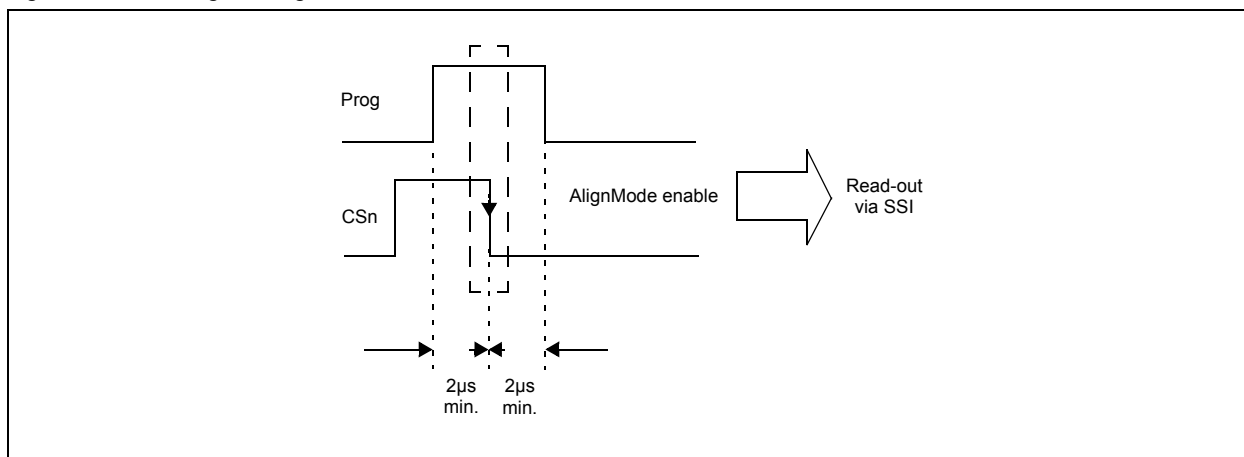 Prog
CSn
AlignMode enable
Read-out
via SSI
2µs
min.
2µs
min.